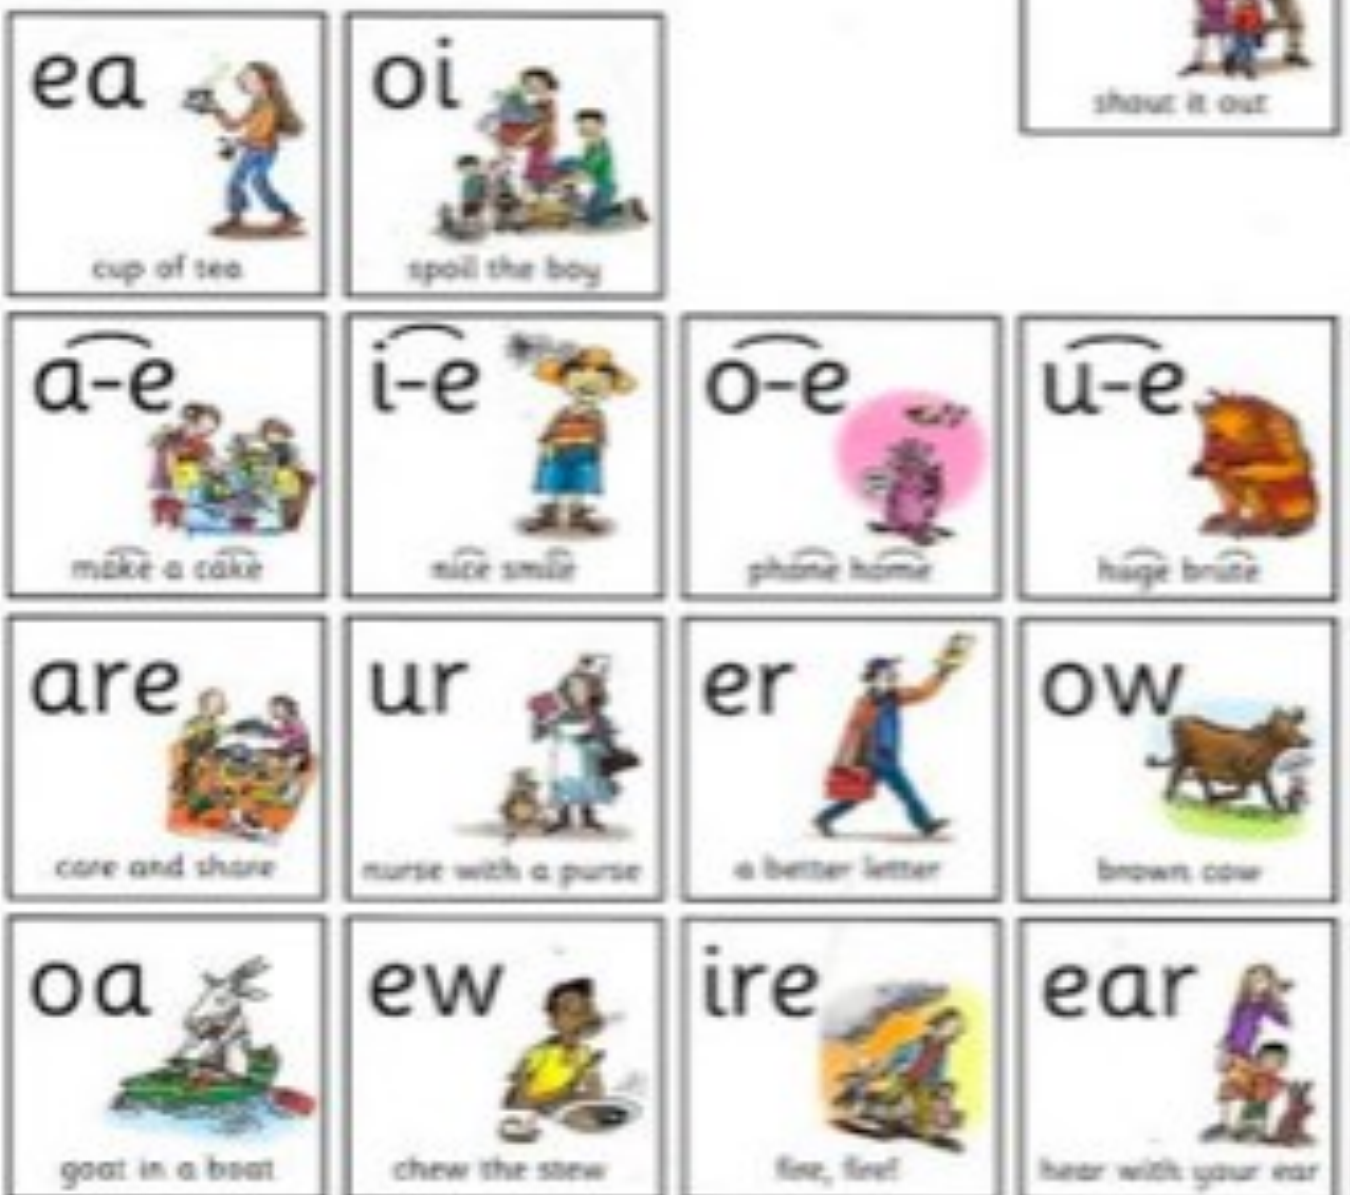 shout it out
ea
cup of tea
oi
spoil the boy
a-e
make a cake
i-e
nice smile
o-e
phone home
u-e
huge brute
are
care and share
ur
nurse with a purse
er
a better letter
ow
brown cow
oa
goat in a boat
ew
chew the stew
ire
fire, fire!
ear
hear with your ear